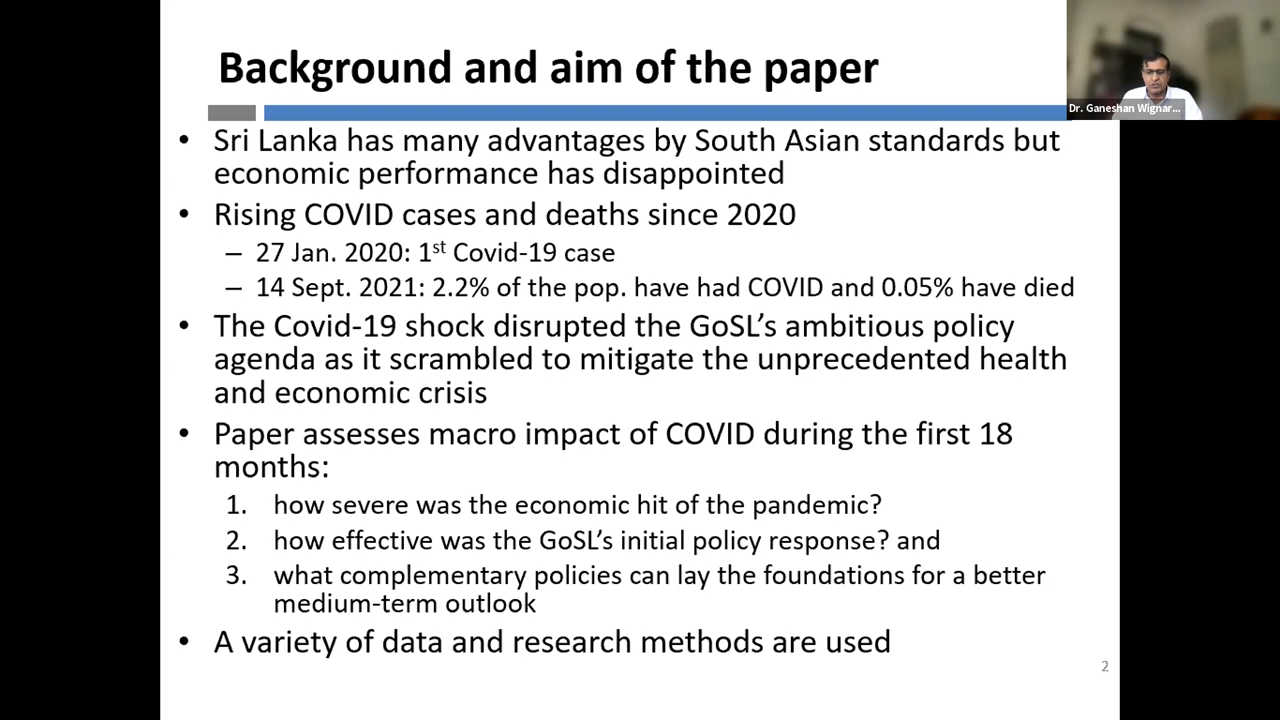 Background and aim of the paper
Dr. Ganeshan Wignar...
• Sri Lanka has many advantages by South Asian standards but
economic performance has disappointed
• Rising COVID cases and deaths since 2020
– 27 Jan. 2020: 1st Covid-19 case
– 14 Sept. 2021: 2.2% of the pop. have had COVID and 0.05% have died
• The Covid-19 shock disrupted the GoSL’s ambitious policy
agenda as it scrambled to mitigate the unprecedented health
and economic crisis
• Paper assesses macro impact of COVID during the first 18
months:
1. how severe was the economic hit of the pandemic?
2. how effective was the GoSL’s initial policy response? and
3. what complementary policies can lay the foundations for a better
medium-term outlook
• A variety of data and research methods are used
2